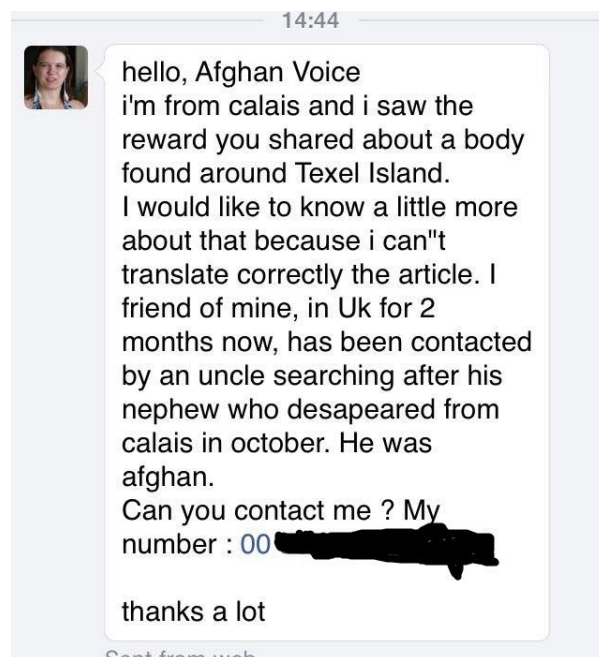 14:44
hello, Afghan Voice
i'm from calais and i saw the
reward you shared about a body
found around Texel Island.
I would like to know a little more
about that because i can"t
translate correctly the article. I
friend of mine, in Uk for 2
months now, has been contacted
by an uncle searching after his
nephew who desapeared from
calais in october. He was
afghan.
Can you contact me ? My
number : 00
thanks a lot
Sent from web